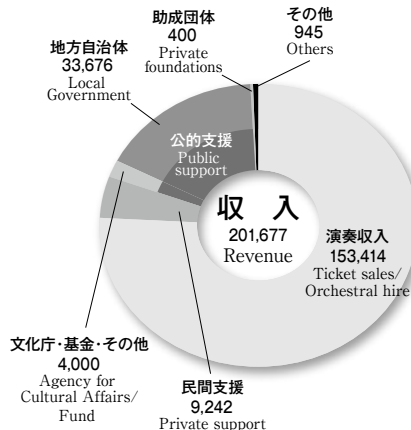 助成団体
400
Private
foundations
その他
945
Others
地方自治体
33,676
Local
Government
公的支援
Public
support
収 入
201,677
Revenue
演奏収入
153,414
Ticket sales/
Orchestral hire
文化庁・基金・その他
4,000
Agency for
Cultural Affairs/
Fund
民間支援
9,242
Private support